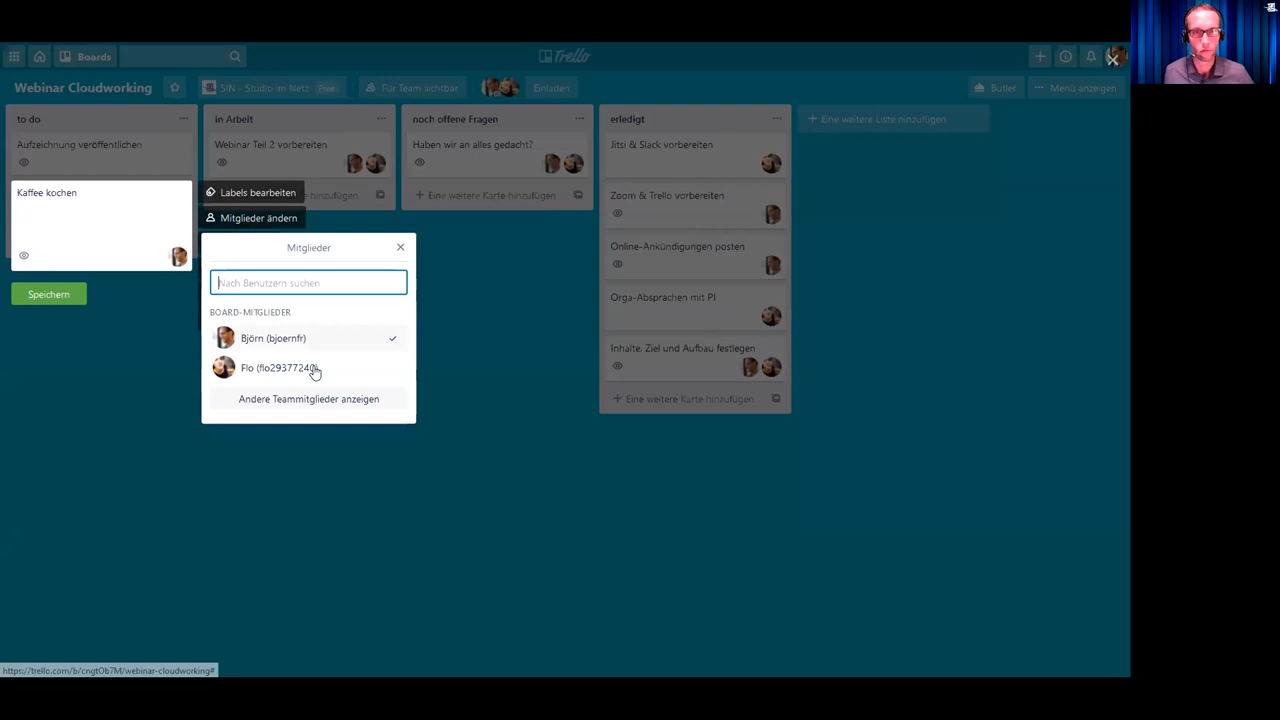 Boards
Trello
Webinar Cloudworking
SIN - Studio im Netz
Free
Für Team sichtbar
Einladen
Butler
Menü anzeigen
to do
Aufzeichnung veröffentlichen
Kaffee kochen
Speichern
in Arbeit
Webinar Teil 2 vorbereiten
hinzufügen
Labels bearbeiten
Mitglieder ändern
Mitglieder
Nach Benutzern suchen
BOARD-MITGLIEDER
Björn (bjoernfr)
Flo (flo29377240)
Andere Teammitglieder anzeigen
noch offene Fragen
Haben wir an alles gedacht?
Eine weitere Karte hinzufügen
erledigt
Jitsi & Slack vorbereiten
Zoom & Trello vorbereiten
Online-Ankündigungen posten
Orga-Absprachen mit PI
Inhalte, Ziel und Aufbau festlegen
Eine weitere Karte hinzufügen
Eine weitere Liste hinzufügen
https://trello.com/b/cngtOb7M/webinar-cloudworking#